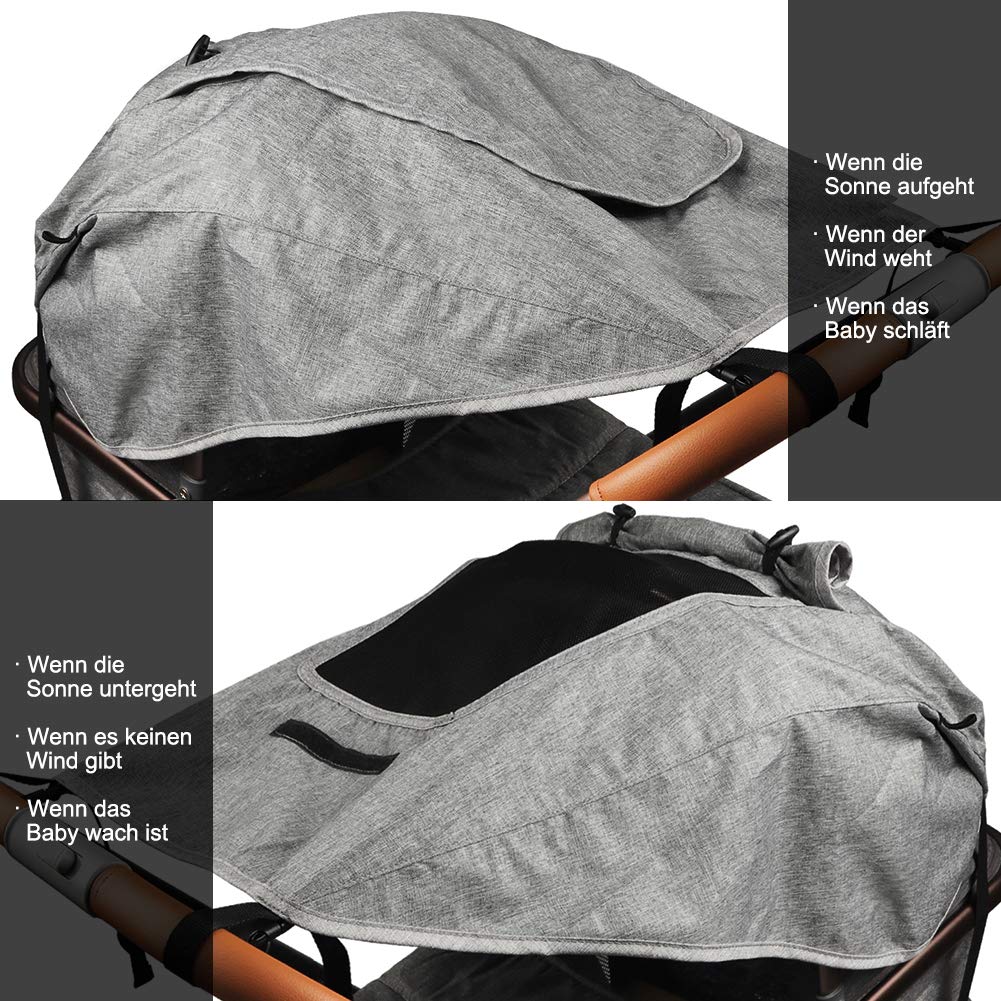 · Wenn die
Sonne aufgeht
· Wenn der
Wind weht
· Wenn das
Baby schläft
· Wenn die
Sonne untergeht
· Wenn es keinen
Wind gibt
· Wenn das
Baby wach ist